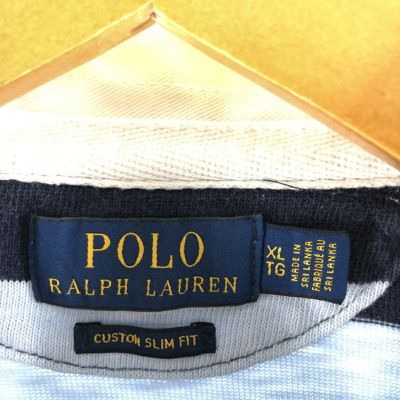 POLO
RALPH LAUREN
XL
TG
MADE IN
SRI LANKA
FABRIQUÉ AU
SRI LANKA
CUSTOM SLIM FIT